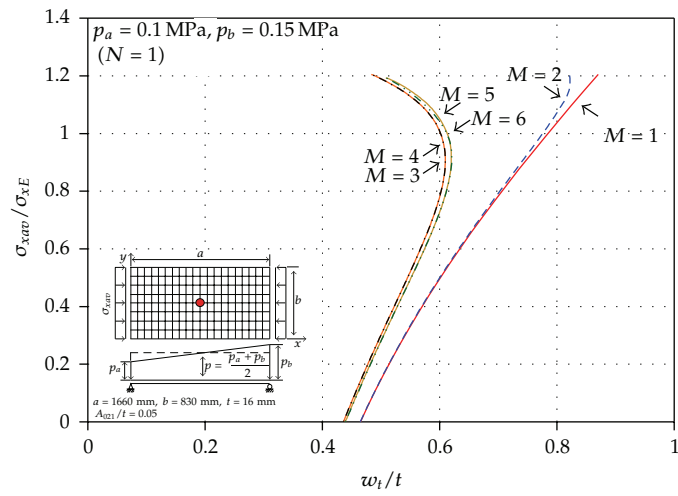 p_a = 0.1 MPa, p_b = 0.15 MPa
(N = 1)
1.4
1.2
1
0.8
0.6
0.4
0.2
0
σ_xav/σ_xE
M = 2
M = 5
M = 6
M = 1
M = 4
M = 3
y
a
σ_xav
b
x
p_a
p = (p_a + p_b)/2
p_b
a = 1660 mm, b = 830 mm, t = 16 mm
A_021/t = 0.05
0 0.2 0.4 0.6 0.8 1
w_t/t